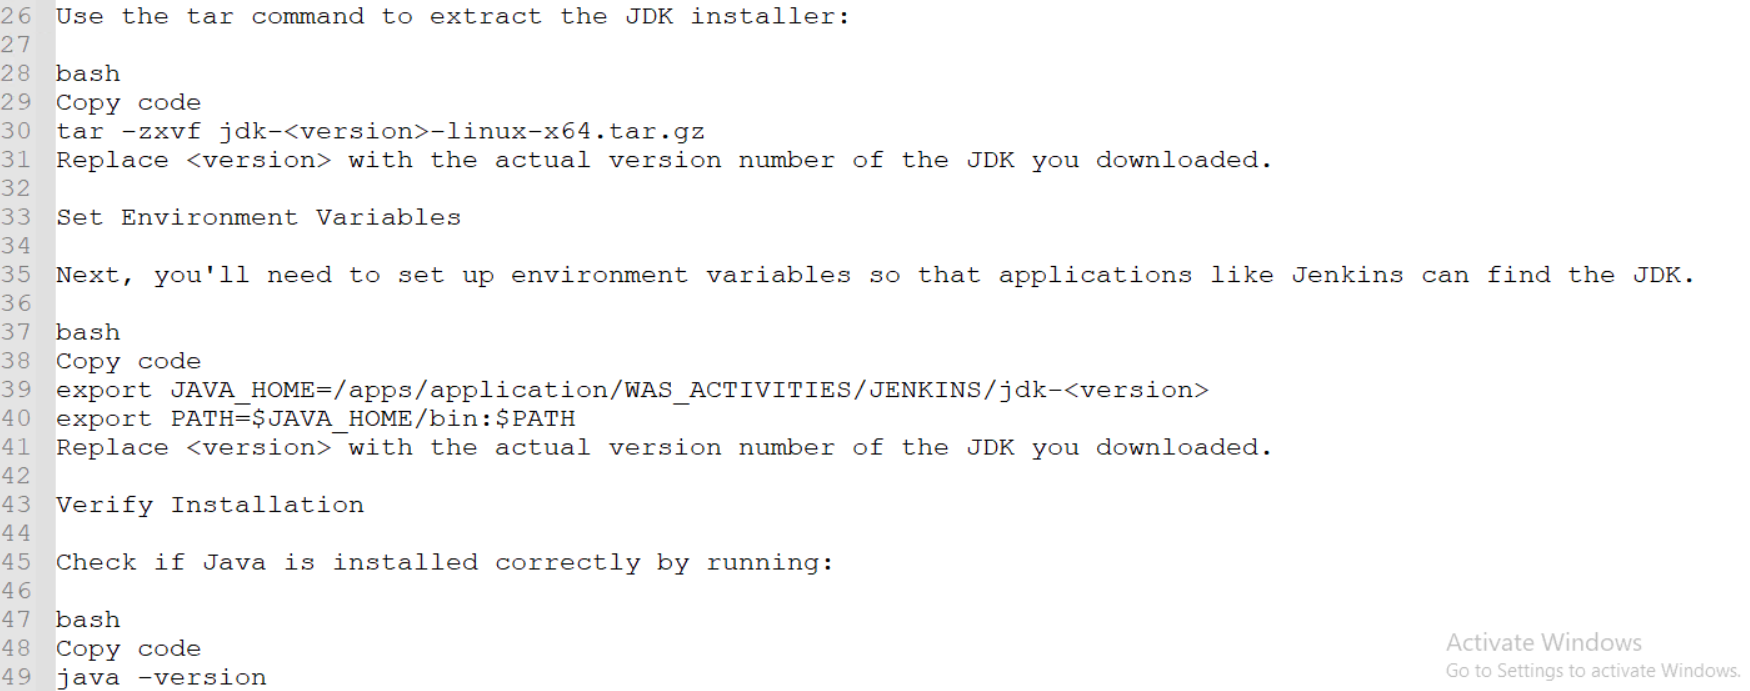 26 Use the tar command to extract the JDK installer:
27
28 bash
29 Copy code
30 tar -zxvf jdk-<version>-linux-x64.tar.gz
31 Replace <version> with the actual version number of the JDK you downloaded.
32
33 Set Environment Variables
34
35 Next, you'll need to set up environment variables so that applications like Jenkins can find the JDK.
36
37 bash
38 Copy code
39 export JAVA_HOME=/apps/application/WAS_ACTIVITIES/JENKINS/jdk-<version>
40 export PATH=$JAVA_HOME/bin:$PATH
41 Replace <version> with the actual version number of the JDK you downloaded.
42
43 Verify Installation
44
45 Check if Java is installed correctly by running:
46
47 bash
48 Copy code
49 java -version
Activate Windows
Go to Settings to activate Windows.